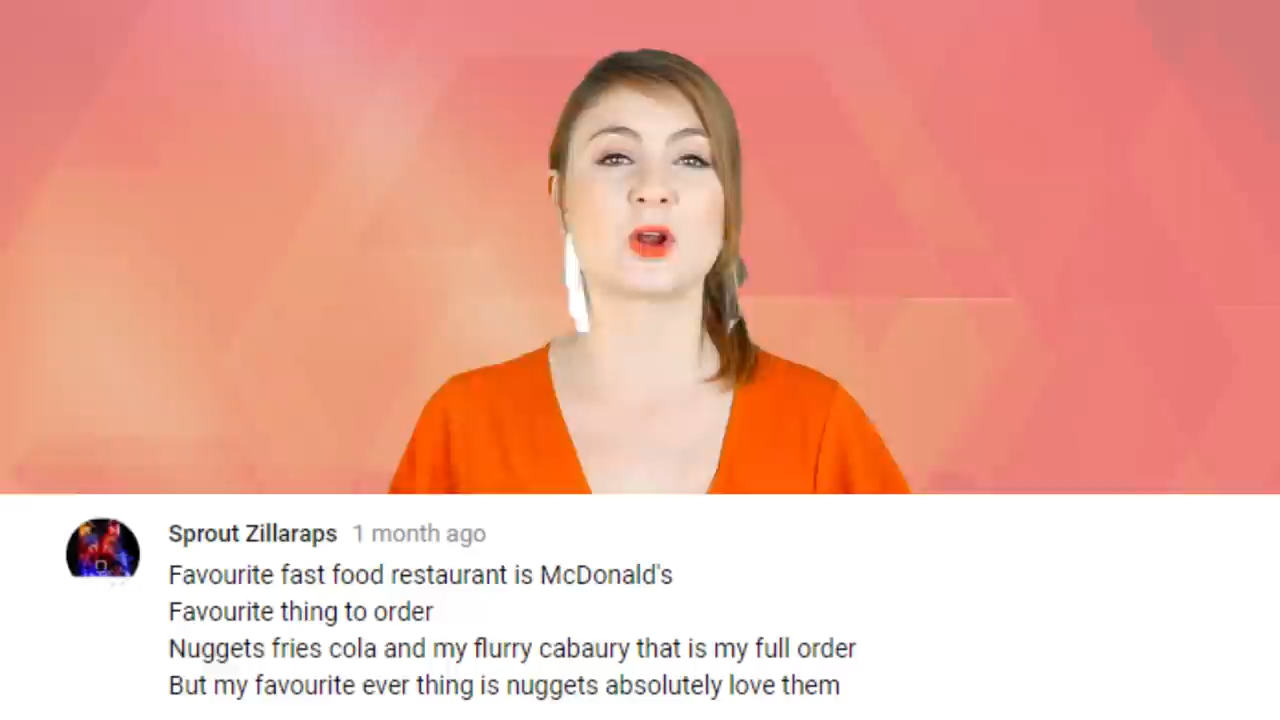 Sprout Zillaraps 1 month ago
Favourite fast food restaurant is McDonald's
Favourite thing to order
Nuggets fries cola and my flurry cabaury that is my full order
But my favourite ever thing is nuggets absolutely love them